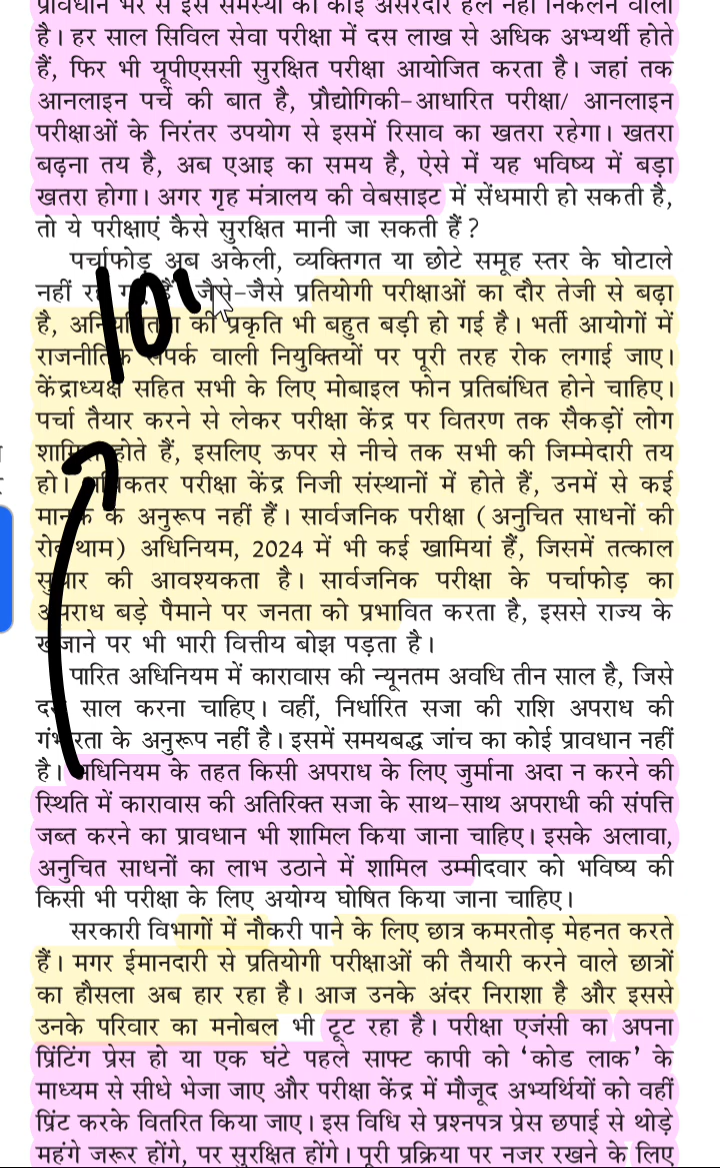 प्रावधान भर से इस समस्या का कोई असरदार हल नहीं निकलने वाला
है। हर साल सिविल सेवा परीक्षा में दस लाख से अधिक अभ्यर्थी होते
हैं, फिर भी यूपीएससी सुरक्षित परीक्षा आयोजित करता है। जहां तक
आनलाइन पर्चे की बात है, प्रौद्योगिकी-आधारित परीक्षा/ आनलाइन
परीक्षाओं के निरंतर उपयोग से इसमें रिसाव का खतरा रहेगा। खतरा
बढ़ना तय है, अब एआइ का समय है, ऐसे में यह भविष्य में बड़ा
खतरा होगा। अगर गृह मंत्रालय की वेबसाइट में सेंधमारी हो सकती है,
तो ये परीक्षाएं कैसे सुरक्षित मानी जा सकती हैं ?
पर्चाफोड़ अब अकेली, व्यक्तिगत या छोटे समूह स्तर के घोटाले
नहीं जैसे-जैसे प्रतियोगी परीक्षाओं का दौर तेजी से बढ़ा
10'
है, की प्रकृति भी बहुत बड़ी हो गई है। भर्ती आयोगों में
वाली नियुक्तियों पर पूरी तरह रोक लगाई जाए।
केंद्राध्यक्ष सहित सभी के लिए मोबाइल फोन प्रतिबंधित होने चाहिए।
पर्चा तैयार करने से लेकर परीक्षा केंद्र पर वितरण तक सैकड़ों लोग
होते हैं, इसलिए ऊपर से नीचे तक सभी की जिम्मेदारी तय
हो। परीक्षा केंद्र निजी संस्थानों में होते हैं, उनमें से कई
के अनुरूप नहीं हैं। सार्वजनिक परीक्षा (अनुचित साधनों की
रोकथाम) अधिनियम, 2024 में भी कई खामियां हैं, जिसमें तत्काल
सुधार की आवश्यकता है। सार्वजनिक परीक्षा के पर्चाफोड़ का
अपराध बड़े पैमाने पर जनता को प्रभावित करता है, इससे राज्य के
खजाने पर भी भारी वित्तीय बोझ पड़ता है।
पारित अधिनियम में कारावास की न्यूनतम अवधि तीन साल है, जिसे
दस साल करना चाहिए। वहीं, निर्धारित सजा की राशि अपराध की
गंभीरता के अनुरूप नहीं है। इसमें समयबद्ध जांच का कोई प्रावधान नहीं
है। अधिनियम के तहत किसी अपराध के लिए जुर्माना अदा न करने की
स्थिति में कारावास की अतिरिक्त सजा के साथ-साथ अपराधी की संपत्ति
जब्त करने का प्रावधान भी शामिल किया जाना चाहिए। इसके अलावा,
अनुचित साधनों का लाभ उठाने में शामिल उम्मीदवार को भविष्य की
किसी भी परीक्षा के लिए अयोग्य घोषित किया जाना चाहिए।
सरकारी विभागों में नौकरी पाने के लिए छात्र कमरतोड़ मेहनत करते
हैं। मगर ईमानदारी से प्रतियोगी परीक्षाओं की तैयारी करने वाले छात्रों
का हौसला अब हार रहा है। आज उनके अंदर निराशा है और इससे
उनके परिवार का मनोबल भी टूट रहा है। परीक्षा एजंसी का अपना
प्रिंटिंग प्रेस हो या एक घंटे पहले साफ्ट कापी को ‘कोड लाक’ के
माध्यम से सीधे भेजा जाए और परीक्षा केंद्र में मौजूद अभ्यर्थियों को वहीं
प्रिंट करके वितरित किया जाए। इस विधि से प्रश्नपत्र प्रेस छपाई से थोड़े
महंगे जरूर होंगे, पर सुरक्षित होंगे। पूरी प्रक्रिया पर नजर रखने के लिए